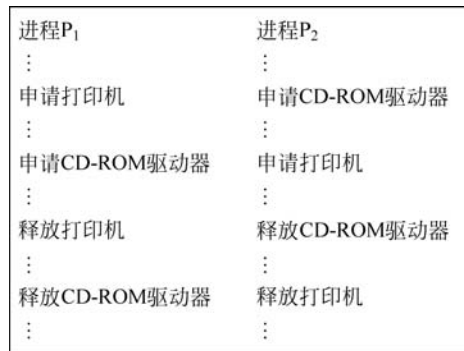 进程P₁ 进程P₂
⋮ ⋮
申请打印机 申请CD-ROM驱动器
⋮ ⋮
申请CD-ROM驱动器 申请打印机
⋮ ⋮
释放打印机 释放CD-ROM驱动器
⋮ ⋮
释放CD-ROM驱动器 释放打印机
⋮ ⋮